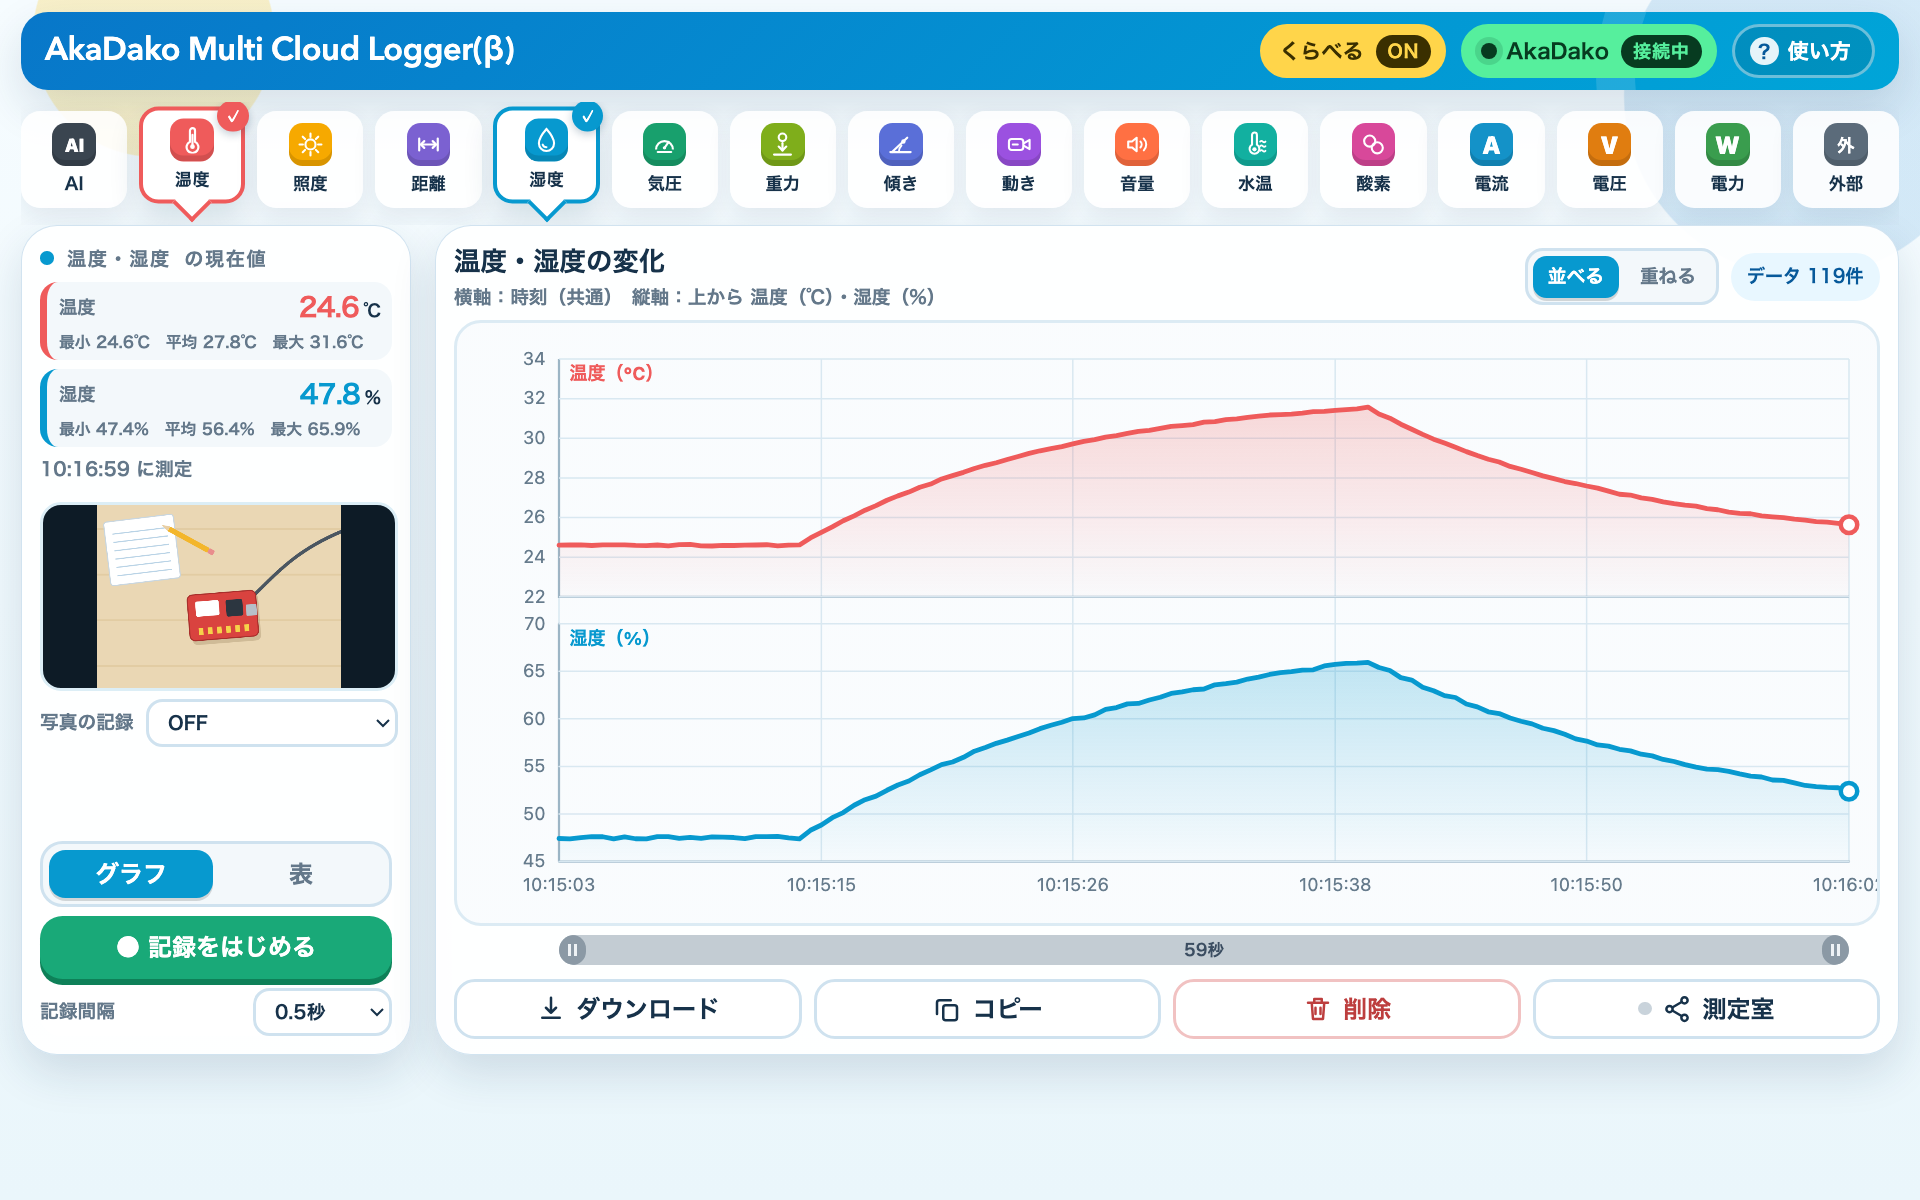 AkaDako Multi Cloud Logger(β)
くらべる ON
AkaDako 接続中
? 使い方
AI AI
温度
照度
距離
湿度
気圧
重力
傾き
動き
音量
水温
酸素
A 電流
V 電圧
W 電力
外 外部
温度・湿度 の現在値
温度 24.6℃
最小 24.6℃ 平均 27.8℃ 最大 31.6℃
湿度 47.8%
最小 47.4% 平均 56.4% 最大 65.9%
10:16:59 に測定
写真の記録 OFF
グラフ 表
記録をはじめる
記録間隔 0.5秒
温度・湿度の変化
横軸：時刻（共通） 縦軸：上から 温度（℃）・湿度（%）
並べる 重ねる
データ 119件
温度（℃）
34
32
30
28
26
24
22
湿度（%）
70
65
60
55
50
45
10:15:03 10:15:15 10:15:26 10:15:38 10:15:50 10:16:02
59秒
ダウンロード コピー 削除 測定室